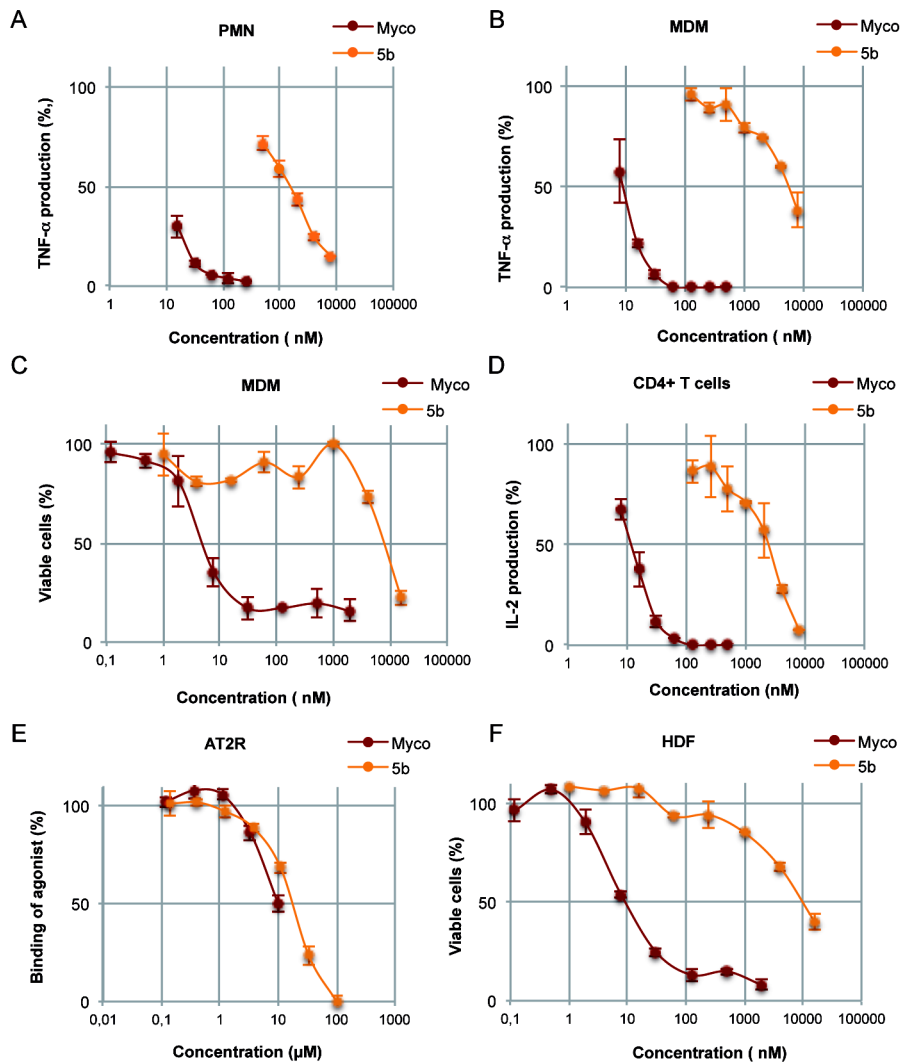 A
PMN
Myco
5b
TNF-α production (%,)
100
50
0
1
10
100
1000
10000
100000
Concentration ( nM)
B
MDM
Myco
5b
TNF-α production (%)
100
50
0
1
10
100
1000
10000
100000
Concentration ( nM)
C
MDM
Myco
5b
Viable cells (%)
100
50
0
0,1
1
10
100
1000
10000
100000
Concentration ( nM)
D
CD4+ T cells
Myco
5b
IL-2 production (%)
100
50
0
1
10
100
1000
10000
100000
Concentration (nM)
E
AT2R
Myco
5b
Binding of agonist (%)
100
50
0
0,01
0,1
1
10
100
1000
Concentration (µM)
F
HDF
Myco
5b
Viable cells (%)
100
50
0
0,1
1
10
100
1000
10000
100000
Concentration ( nM)